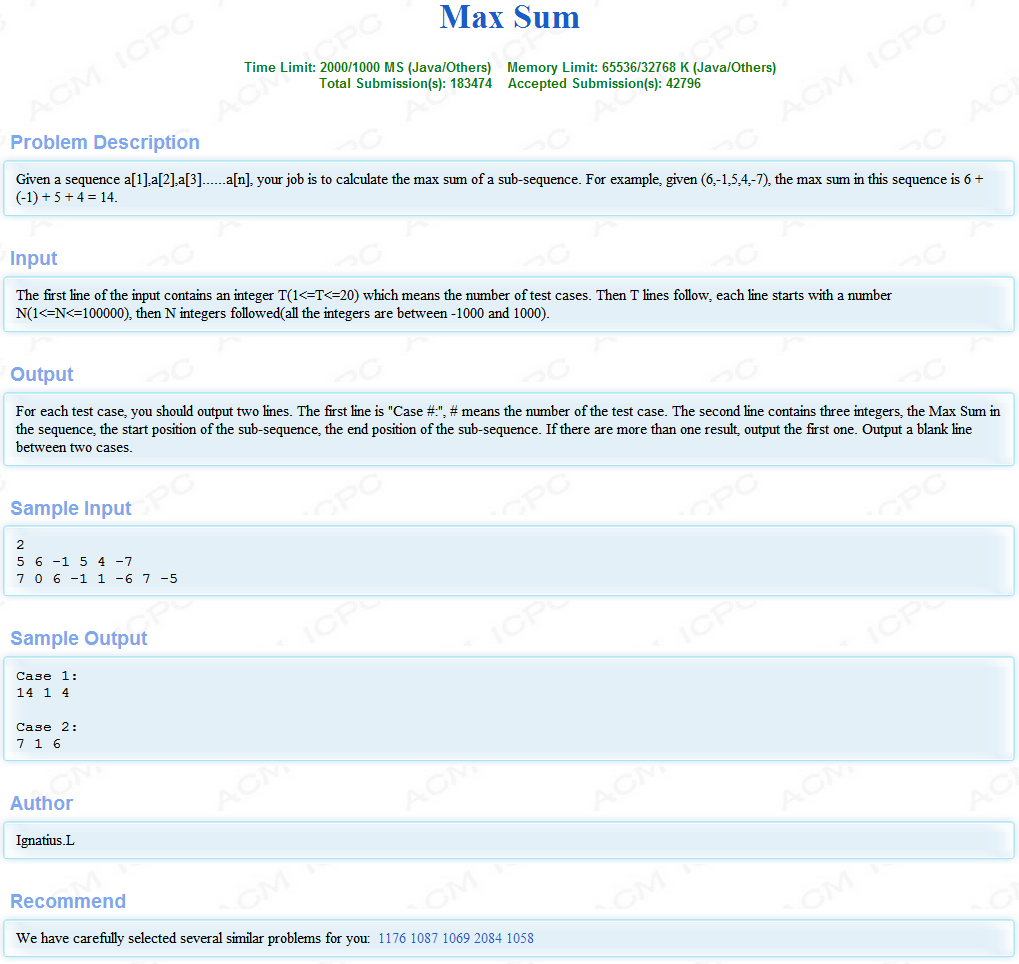 Max Sum
Time Limit: 2000/1000 MS (Java/Others)    Memory Limit: 65536/32768 K (Java/Others)
Total Submission(s): 183474    Accepted Submission(s): 42796
Problem Description
Given a sequence a[1],a[2],a[3]......a[n], your job is to calculate the max sum of a sub-sequence. For example, given (6,-1,5,4,-7), the max sum in this sequence is 6 +
(-1) + 5 + 4 = 14.
Input
The first line of the input contains an integer T(1<=T<=20) which means the number of test cases. Then T lines follow, each line starts with a number
N(1<=N<=100000), then N integers followed(all the integers are between -1000 and 1000).
Output
For each test case, you should output two lines. The first line is "Case #:", # means the number of the test case. The second line contains three integers, the Max Sum in
the sequence, the start position of the sub-sequence, the end position of the sub-sequence. If there are more than one result, output the first one. Output a blank line
between two cases.
Sample Input
2
5 6 -1 5 4 -7
7 0 6 -1 1 -6 7 -5
Sample Output
Case 1:
14 1 4
Case 2:
7 1 6
Author
Ignatius.L
Recommend
We have carefully selected several similar problems for you:  1176 1087 1069 2084 1058